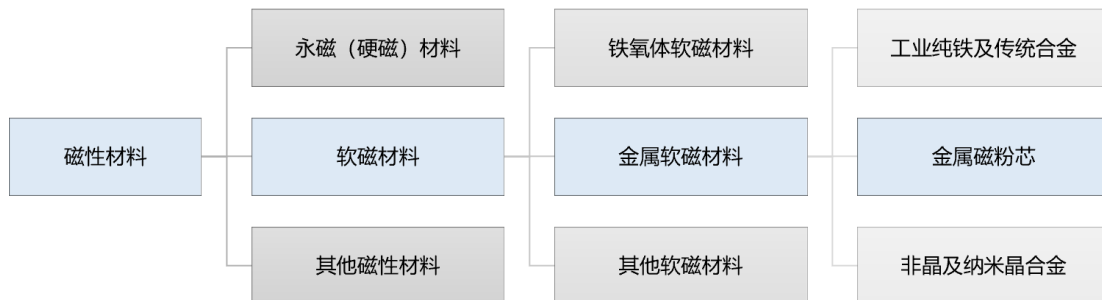 永磁（硬磁）材料
铁氧体软磁材料
工业纯铁及传统合金
磁性材料
软磁材料
金属软磁材料
金属磁粉芯
其他磁性材料
其他软磁材料
非晶及纳米晶合金